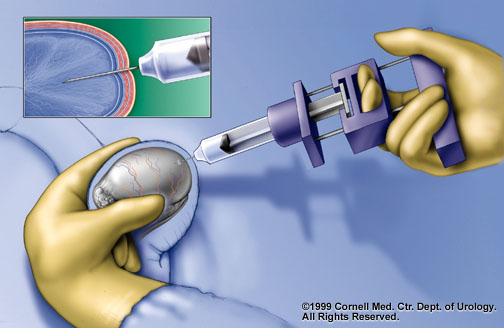 ©1999 Cornell Med. Ctr. Dept. of Urology.
All Rights Reserved.